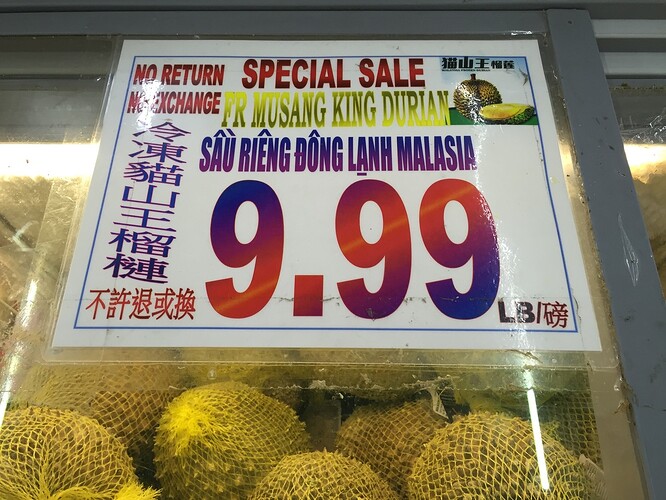 NO RETURN
NO EXCHANGE
SPECIAL SALE
FR MUSANG KING DURIAN
貓山王榴莲
SẦU RIÊNG ĐÔNG LẠNH MALASIA
冷凍貓山王榴槤
9.99
LB/磅
不許退或換